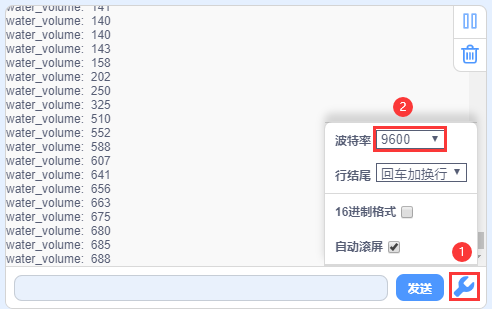 water_volume: 141
water_volume: 140
water_volume: 140
water_volume: 143
water_volume: 158
water_volume: 202
water_volume: 250
water_volume: 325
water_volume: 510
water_volume: 552
water_volume: 588
water_volume: 607
water_volume: 641
water_volume: 656
water_volume: 663
water_volume: 675
water_volume: 680
water_volume: 685
water_volume: 688
2
波特率 9600
行结尾 回车加换行
16进制格式
自动滚屏
1
发送